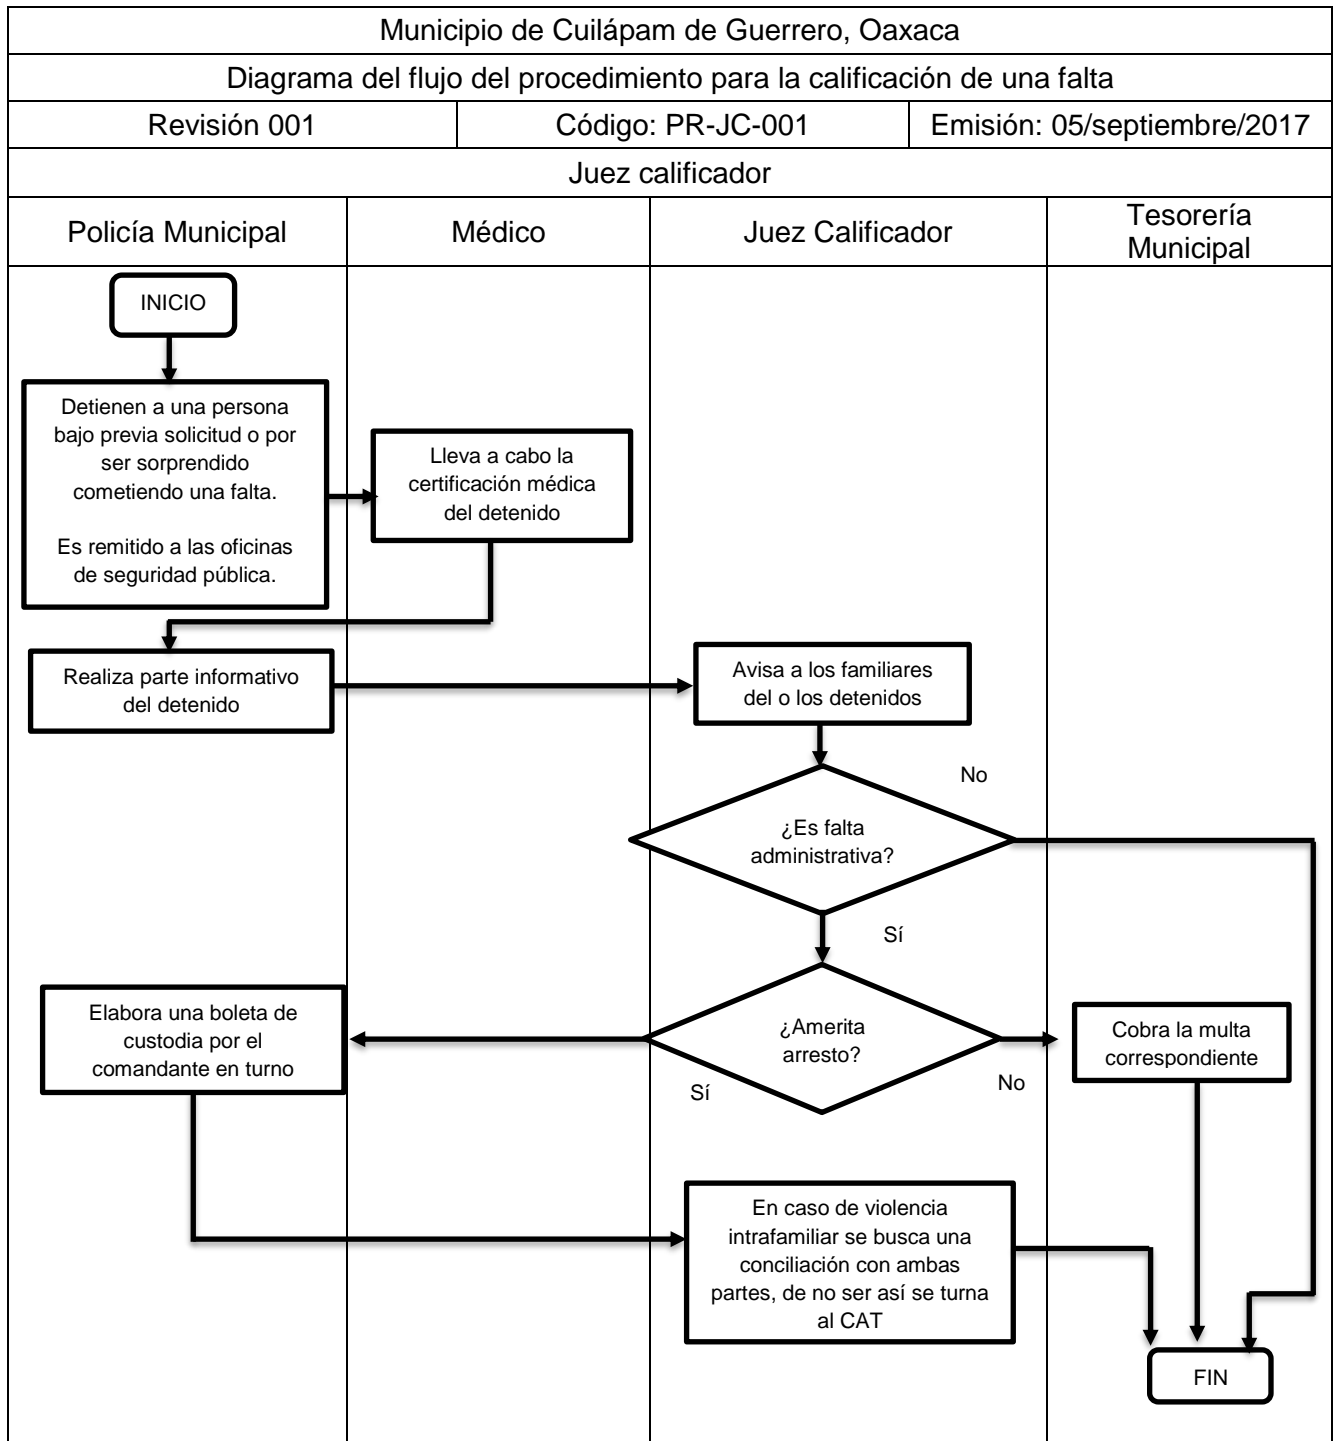 Municipio de Cuilápam de Guerrero, Oaxaca
Diagrama del flujo del procedimiento para la calificación de una falta
Revisión 001
Código: PR-JC-001
Emisión: 05/septiembre/2017
Juez calificador
Policía Municipal
Médico
Juez Calificador
Tesorería
Municipal
INICIO
Detienen a una persona
bajo previa solicitud o por
ser sorprendido
cometiendo una falta.
Es remitido a las oficinas
de seguridad pública.
Lleva a cabo la
certificación médica
del detenido
Realiza parte informativo
del detenido
Avisa a los familiares
del o los detenidos
¿Es falta
administrativa?
No
Sí
¿Amerita
arresto?
Sí
No
Elabora una boleta de
custodia por el
comandante en turno
Cobra la multa
correspondiente
En caso de violencia
intrafamiliar se busca una
conciliación con ambas
partes, de no ser así se turna
al CAT
FIN